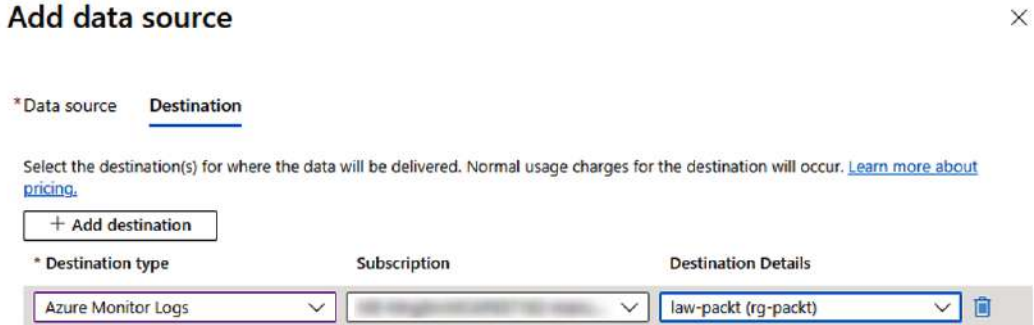 Add data source
*Data source Destination
Select the destination(s) for where the data will be delivered. Normal usage charges for the destination will occur. Learn more about
pricing.
+ Add destination
* Destination type Subscription Destination Details
Azure Monitor Logs law-packt (rg-packt)